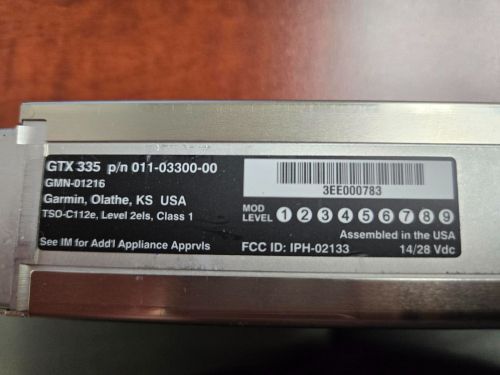 GTX 335 p/n 011-03300-00
GMN-01216
Garmin, Olathe, KS USA
TSO-C112e, Level 2els, Class 1
See IM for Add'l Appliance Apprvls
3EE000783
MOD
LEVEL 1 2 3 4 5 6 7 8 9
Assembled in the USA
FCC ID: IPH-02133 14/28 Vdc